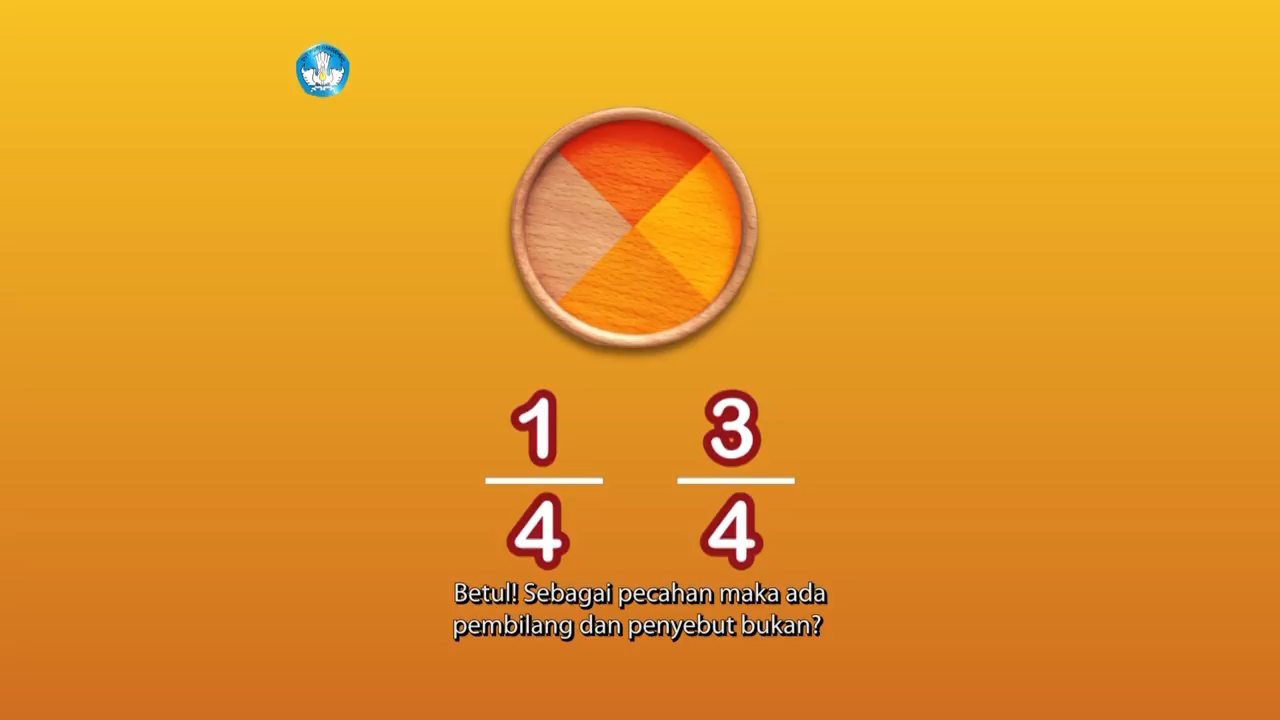 1 3
4 4
Betul! Sebagai pecahan maka ada
pembilang dan penyebut bukan?